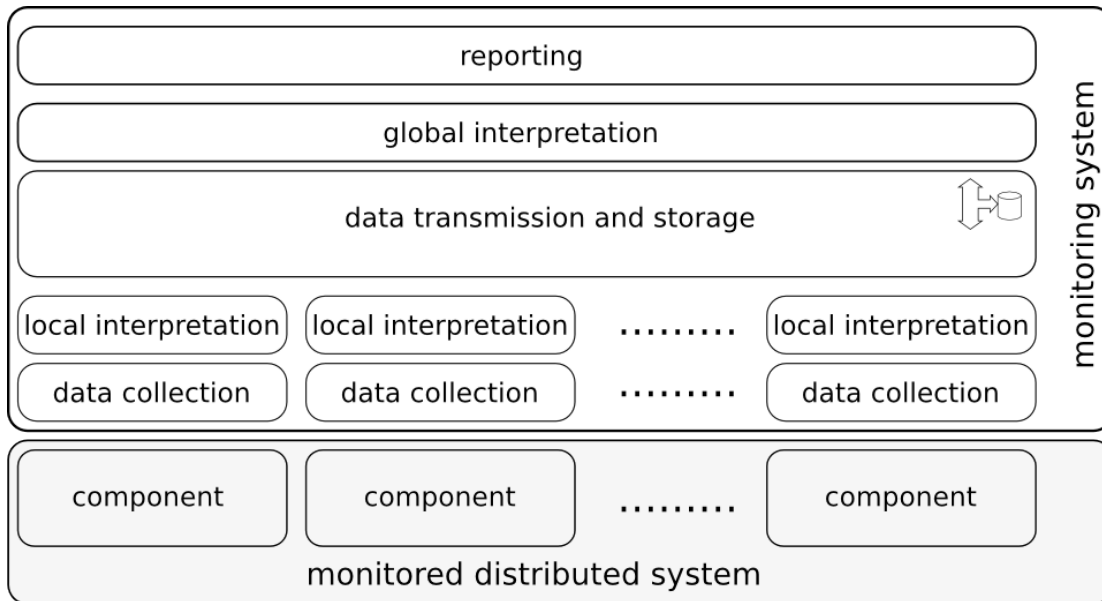 reporting
global interpretation
data transmission and storage
monitoring system
local interpretation local interpretation ......... local interpretation
data collection data collection ......... data collection
component component ......... component
monitored distributed system